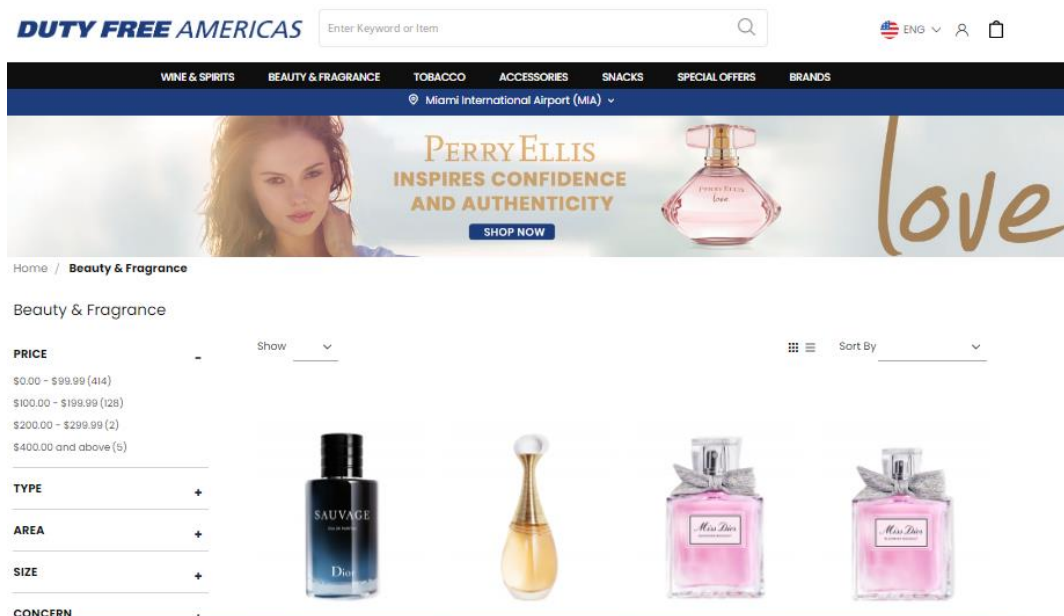 DUTY FREE AMERICAS
Enter Keyword or Item
ENG
WINE & SPIRITS BEAUTY & FRAGRANCE TOBACCO ACCESSORIES SNACKS SPECIAL OFFERS BRANDS
Miami International Airport (MIA)
PERRY ELLIS
INSPIRES CONFIDENCE
AND AUTHENTICITY
SHOP NOW
PERRY ELLIS
love
love
Home / Beauty & Fragrance
Beauty & Fragrance
Show
Sort By
PRICE -
$0.00 - $99.99 (414)
$100.00 - $199.99 (128)
$200.00 - $299.99 (2)
$400.00 and above (5)
TYPE +
AREA +
SIZE +
CONCERN
SAUVAGE
Dior
Miss Dior
Miss Dior